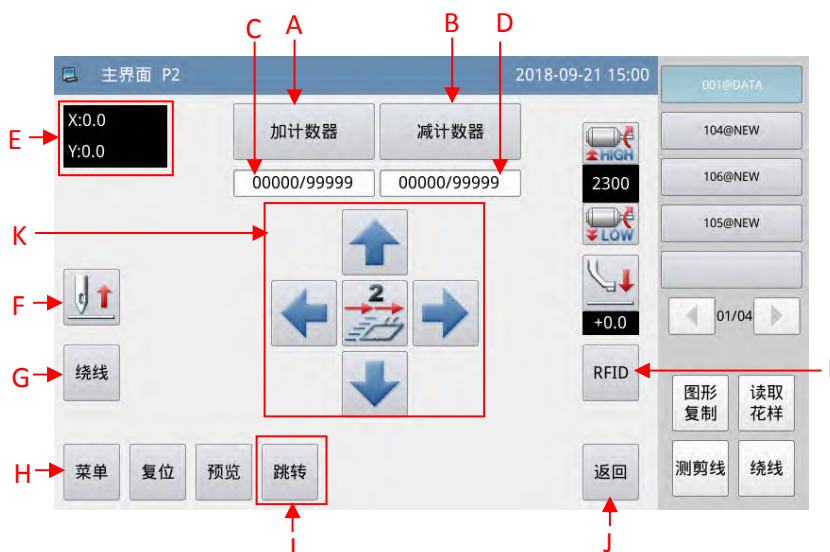 C
A
B
D
主界面 P2
2018-09-21 15:00
001@DATA
E
X:0.0
Y:0.0
加计数器
减计数器
HIGH
104@NEW
00000/99999
00000/99999
2300
106@NEW
K
LOW
105@NEW
2
F
+0.0
01/04
G
绕线
RFID
图形
复制
读取
花样
H
菜单
复位
预览
跳转
返回
测剪线
绕线
J